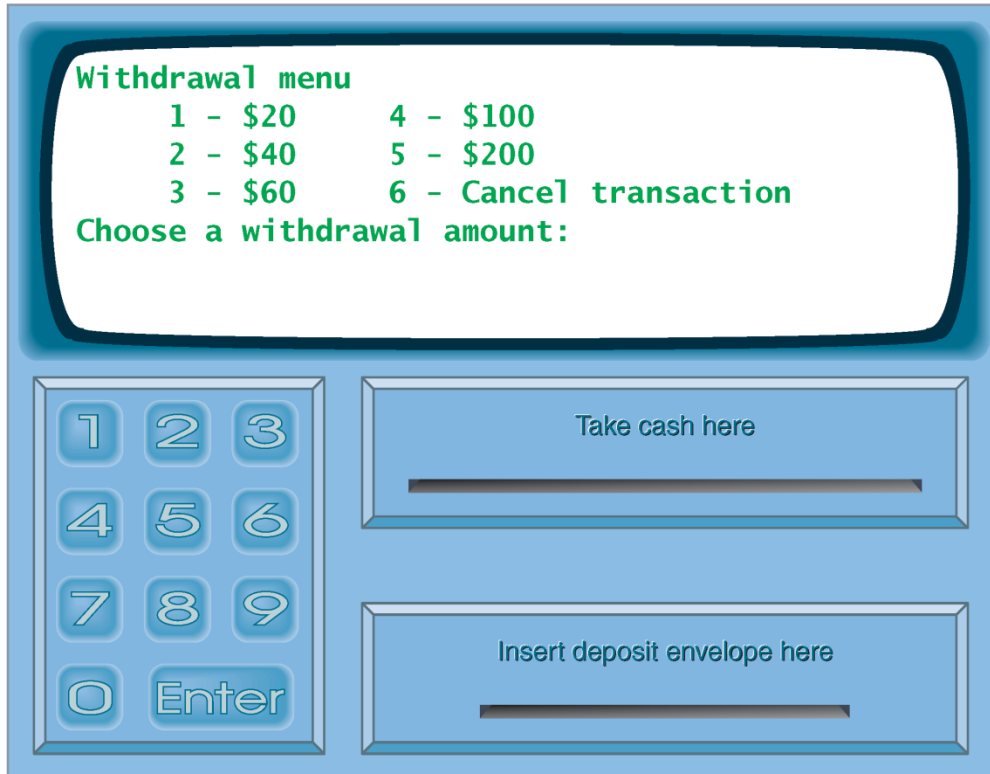 Withdrawal menu
1 - $20 4 - $100
2 - $40 5 - $200
3 - $60 6 - Cancel transaction
Choose a withdrawal amount:
1 2 3
Take cash here
4 5 6
7 8 9
Insert deposit envelope here
0 Enter